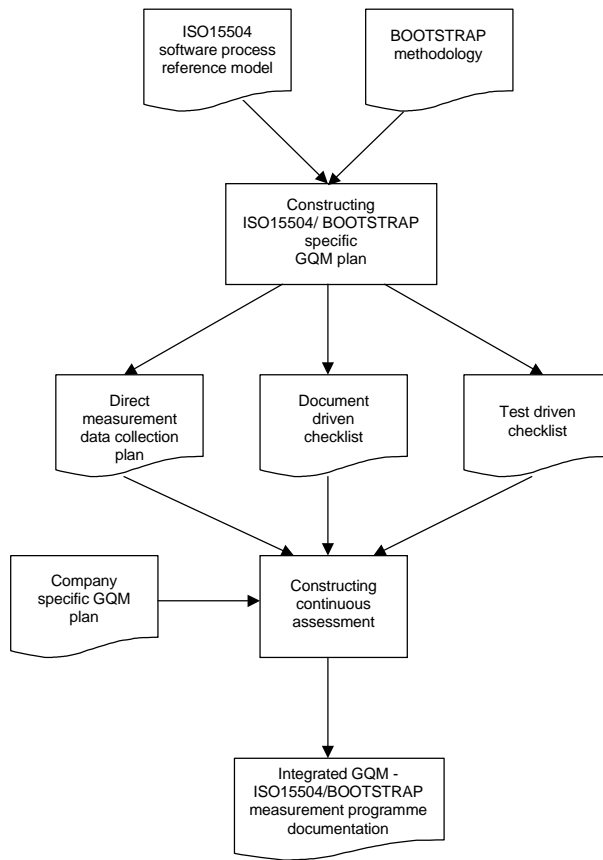 ISO15504
software process
reference model
BOOTSTRAP
methodology
Constructing
ISO15504/ BOOTSTRAP
specific
GQM plan
Direct
measurement
data collection
plan
Document
driven
checklist
Test driven
checklist
Company
specific GQM
plan
Constructing
continuous
assessment
Integrated GQM -
ISO15504/BOOTSTRAP
measurement programme
documentation